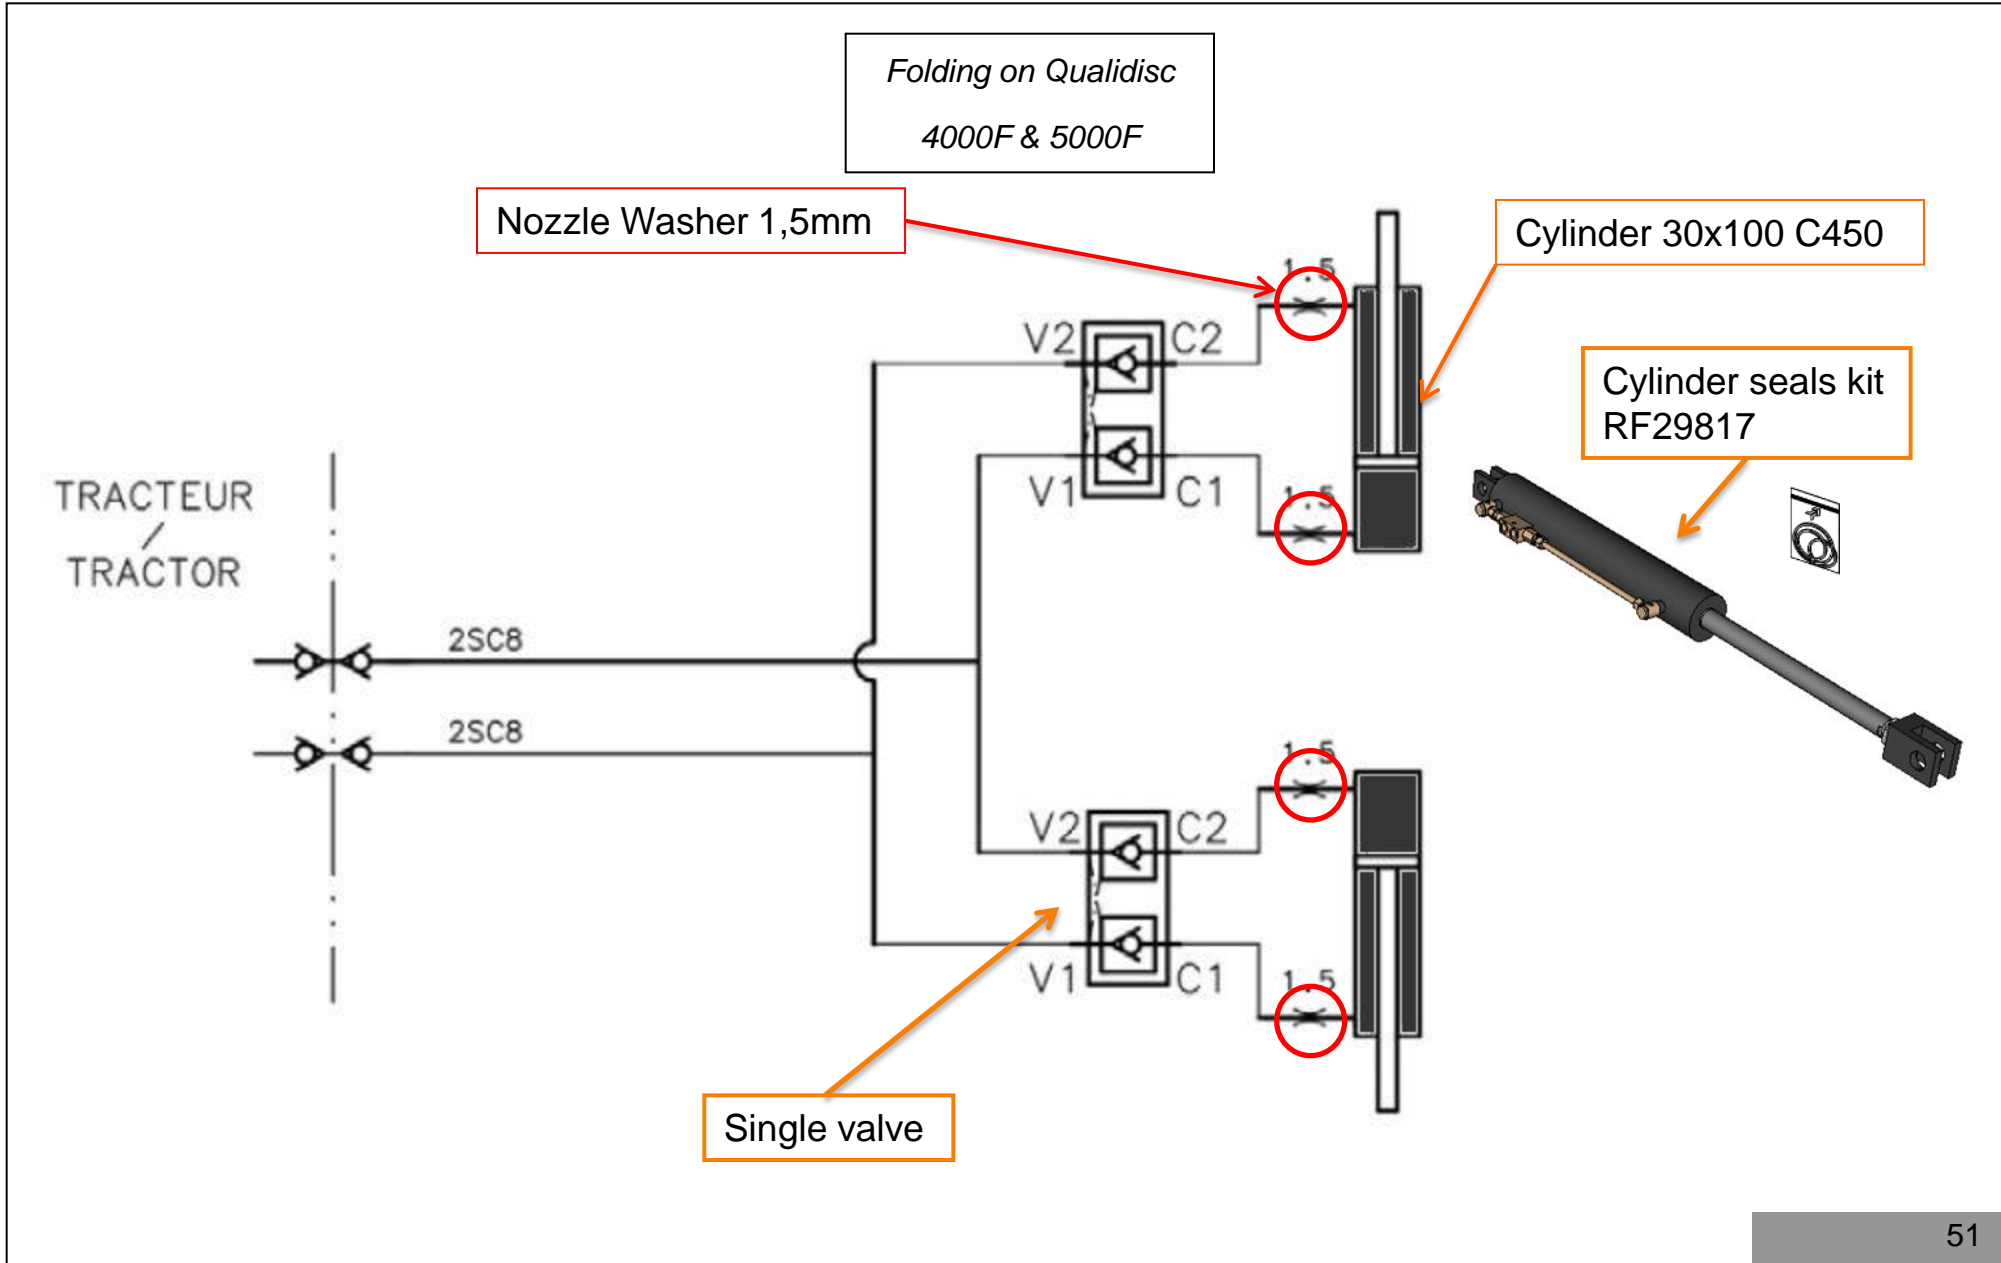 Folding on Qualidisc
4000F & 5000F
Nozzle Washer 1,5mm
Cylinder 30x100 C450
1.5
V2
C2
Cylinder seals kit
RF29817
V1
C1
1.5
TRACTEUR
/
TRACTOR
2SC8
2SC8
1.5
V2
C2
V1
C1
1.5
Single valve
51